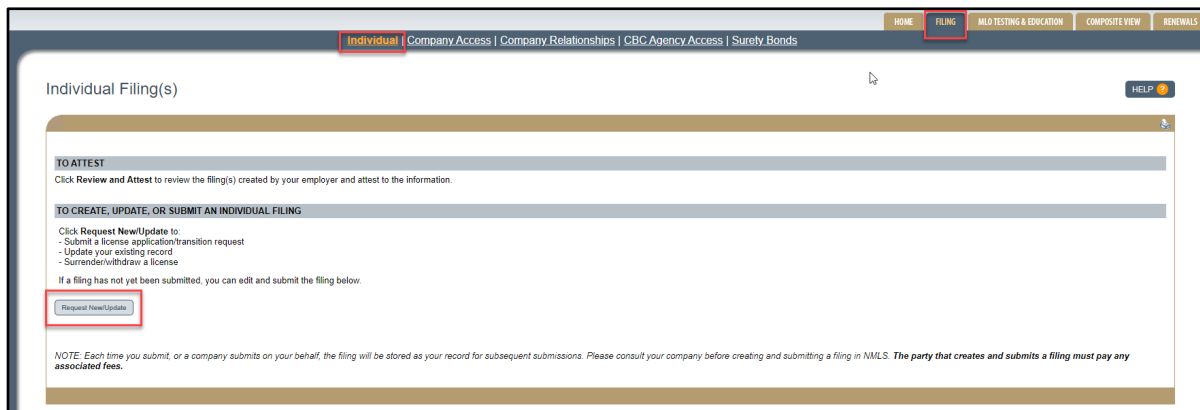 HOME FILING MLO TESTING & EDUCATION COMPOSITE VIEW RENEWALS
Individual | Company Access | Company Relationships | CBC Agency Access | Surety Bonds
Individual Filing(s)
HELP ?
TO ATTEST
Click Review and Attest to review the filing(s) created by your employer and attest to the information.
TO CREATE, UPDATE, OR SUBMIT AN INDIVIDUAL FILING
Click Request New/Update to:
- Submit a license application/transition request
- Update your existing record
- Surrender/withdraw a license
If a filing has not yet been submitted, you can edit and submit the filing below.
Request New/Update
NOTE: Each time you submit, or a company submits on your behalf, the filing will be stored as your record for subsequent submissions. Please consult your company before creating and submitting a filing in NMLS. The party that creates and submits a filing must pay any
associated fees.